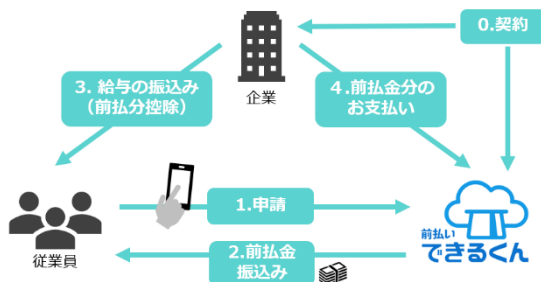 0.契約
3. 給与の振込み
（前払分控除）
企業
４.前払金分の
お支払い
1.申請
前払い
できるくん
従業員
2.前払金
振込み